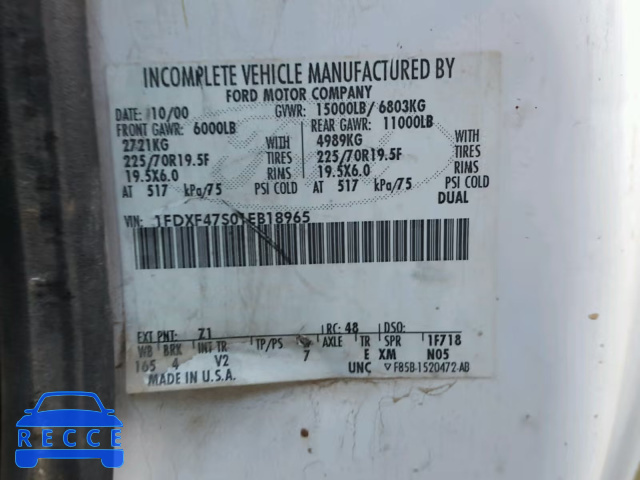 INCOMPLETE VEHICLE MANUFACTURED BY
FORD MOTOR COMPANY
DATE: 10/00 GVWR: 15000LB/ 6803KG
FRONT GAWR: 6000LB REAR GAWR: 11000LB
2721KG WITH 4989KG WITH
225/70R19.5F TIRES 225/70R19.5F TIRES
19.5X6.0 RIMS 19.5X6.0 RIMS
AT 517 kPa/75 PSI COLD AT 517 kPa/75 PSI COLD
DUAL
VIN: 1FDXF47S01EB18965
EXT PNT: Z1 RC: 48 DSO:
WB BRK INT TR TP/PS AXLE TR SPR 1F718
165 4 V2 7 E XM N05
MADE IN U.S.A. UNC F85B-1520472-AB
RECCE